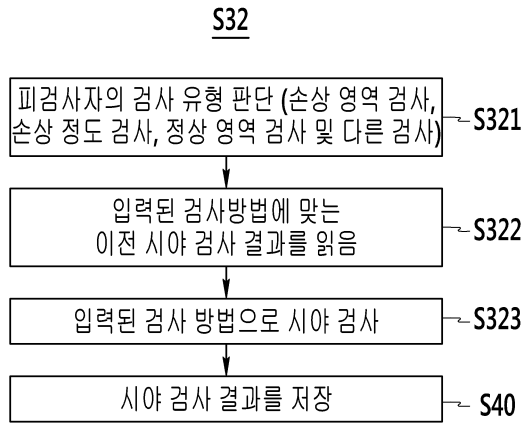 S32
피검사자의 검사 유형 판단 (손상 영역 검사,
손상 정도 검사, 정상 영역 검사 및 다른 검사)
S321
입력된 검사방법에 맞는
이전 시야 검사 결과를 읽음
S322
입력된 검사 방법으로 시야 검사
S323
시야 검사 결과를 저장
S40